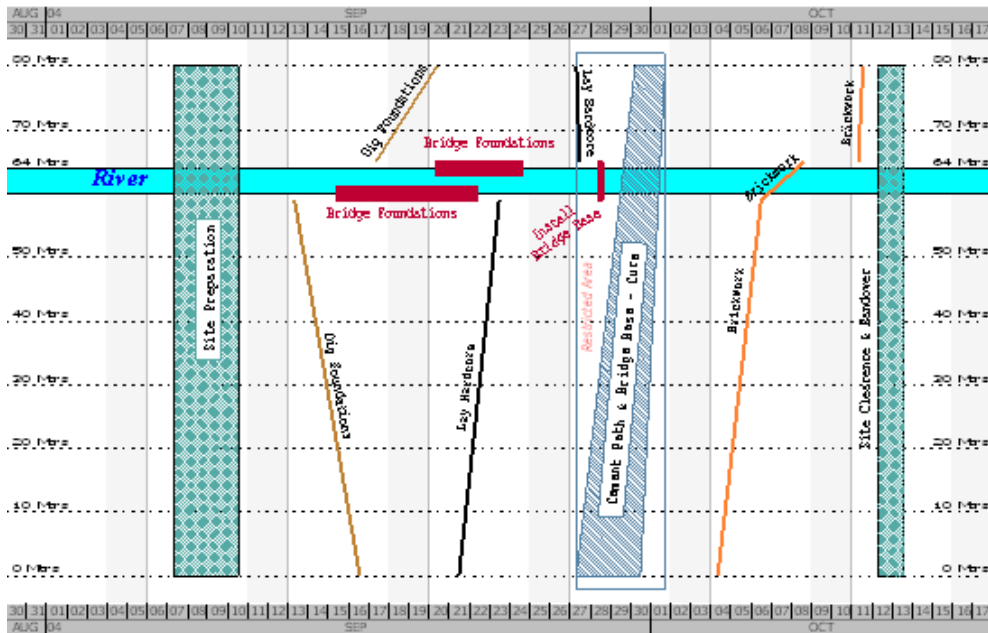 AUG 04 SEP OCT
30 31 01 02 03 04 05 06 07 08 09 10 11 12 13 15 16 17 18 19 20 21 22 23 24 25 26 27 28 29 30 01 02 03 04 05 06 07 08 09 10 11 12 13 15 16 17
80 Mtrs 80 Mtrs
Dig Foundations
Lay Hardcore
Brickwork
70 Mtrs 70 Mtrs
Bridge Foundations
64 Mtrs 64 Mtrs
River
Brickwork
Bridge Foundations
Install
Bridge Base
50 Mtrs 50 Mtrs
Site Preparation
Restricted Area
Cement Path & Bridge Base - Cure
Brickwork
Site Clearence & Handover
40 Mtrs 40 Mtrs
Dig Foundations
Lay Hardcore
30 Mtrs 30 Mtrs
20 Mtrs 20 Mtrs
10 Mtrs 10 Mtrs
0 Mtrs 0 Mtrs
30 31 01 02 03 04 05 06 07 08 09 10 11 12 13 15 16 17 18 19 20 21 22 23 24 25 26 27 28 29 30 01 02 03 04 05 06 07 08 09 10 11 12 13 15 16 17
AUG 04 SEP OCT